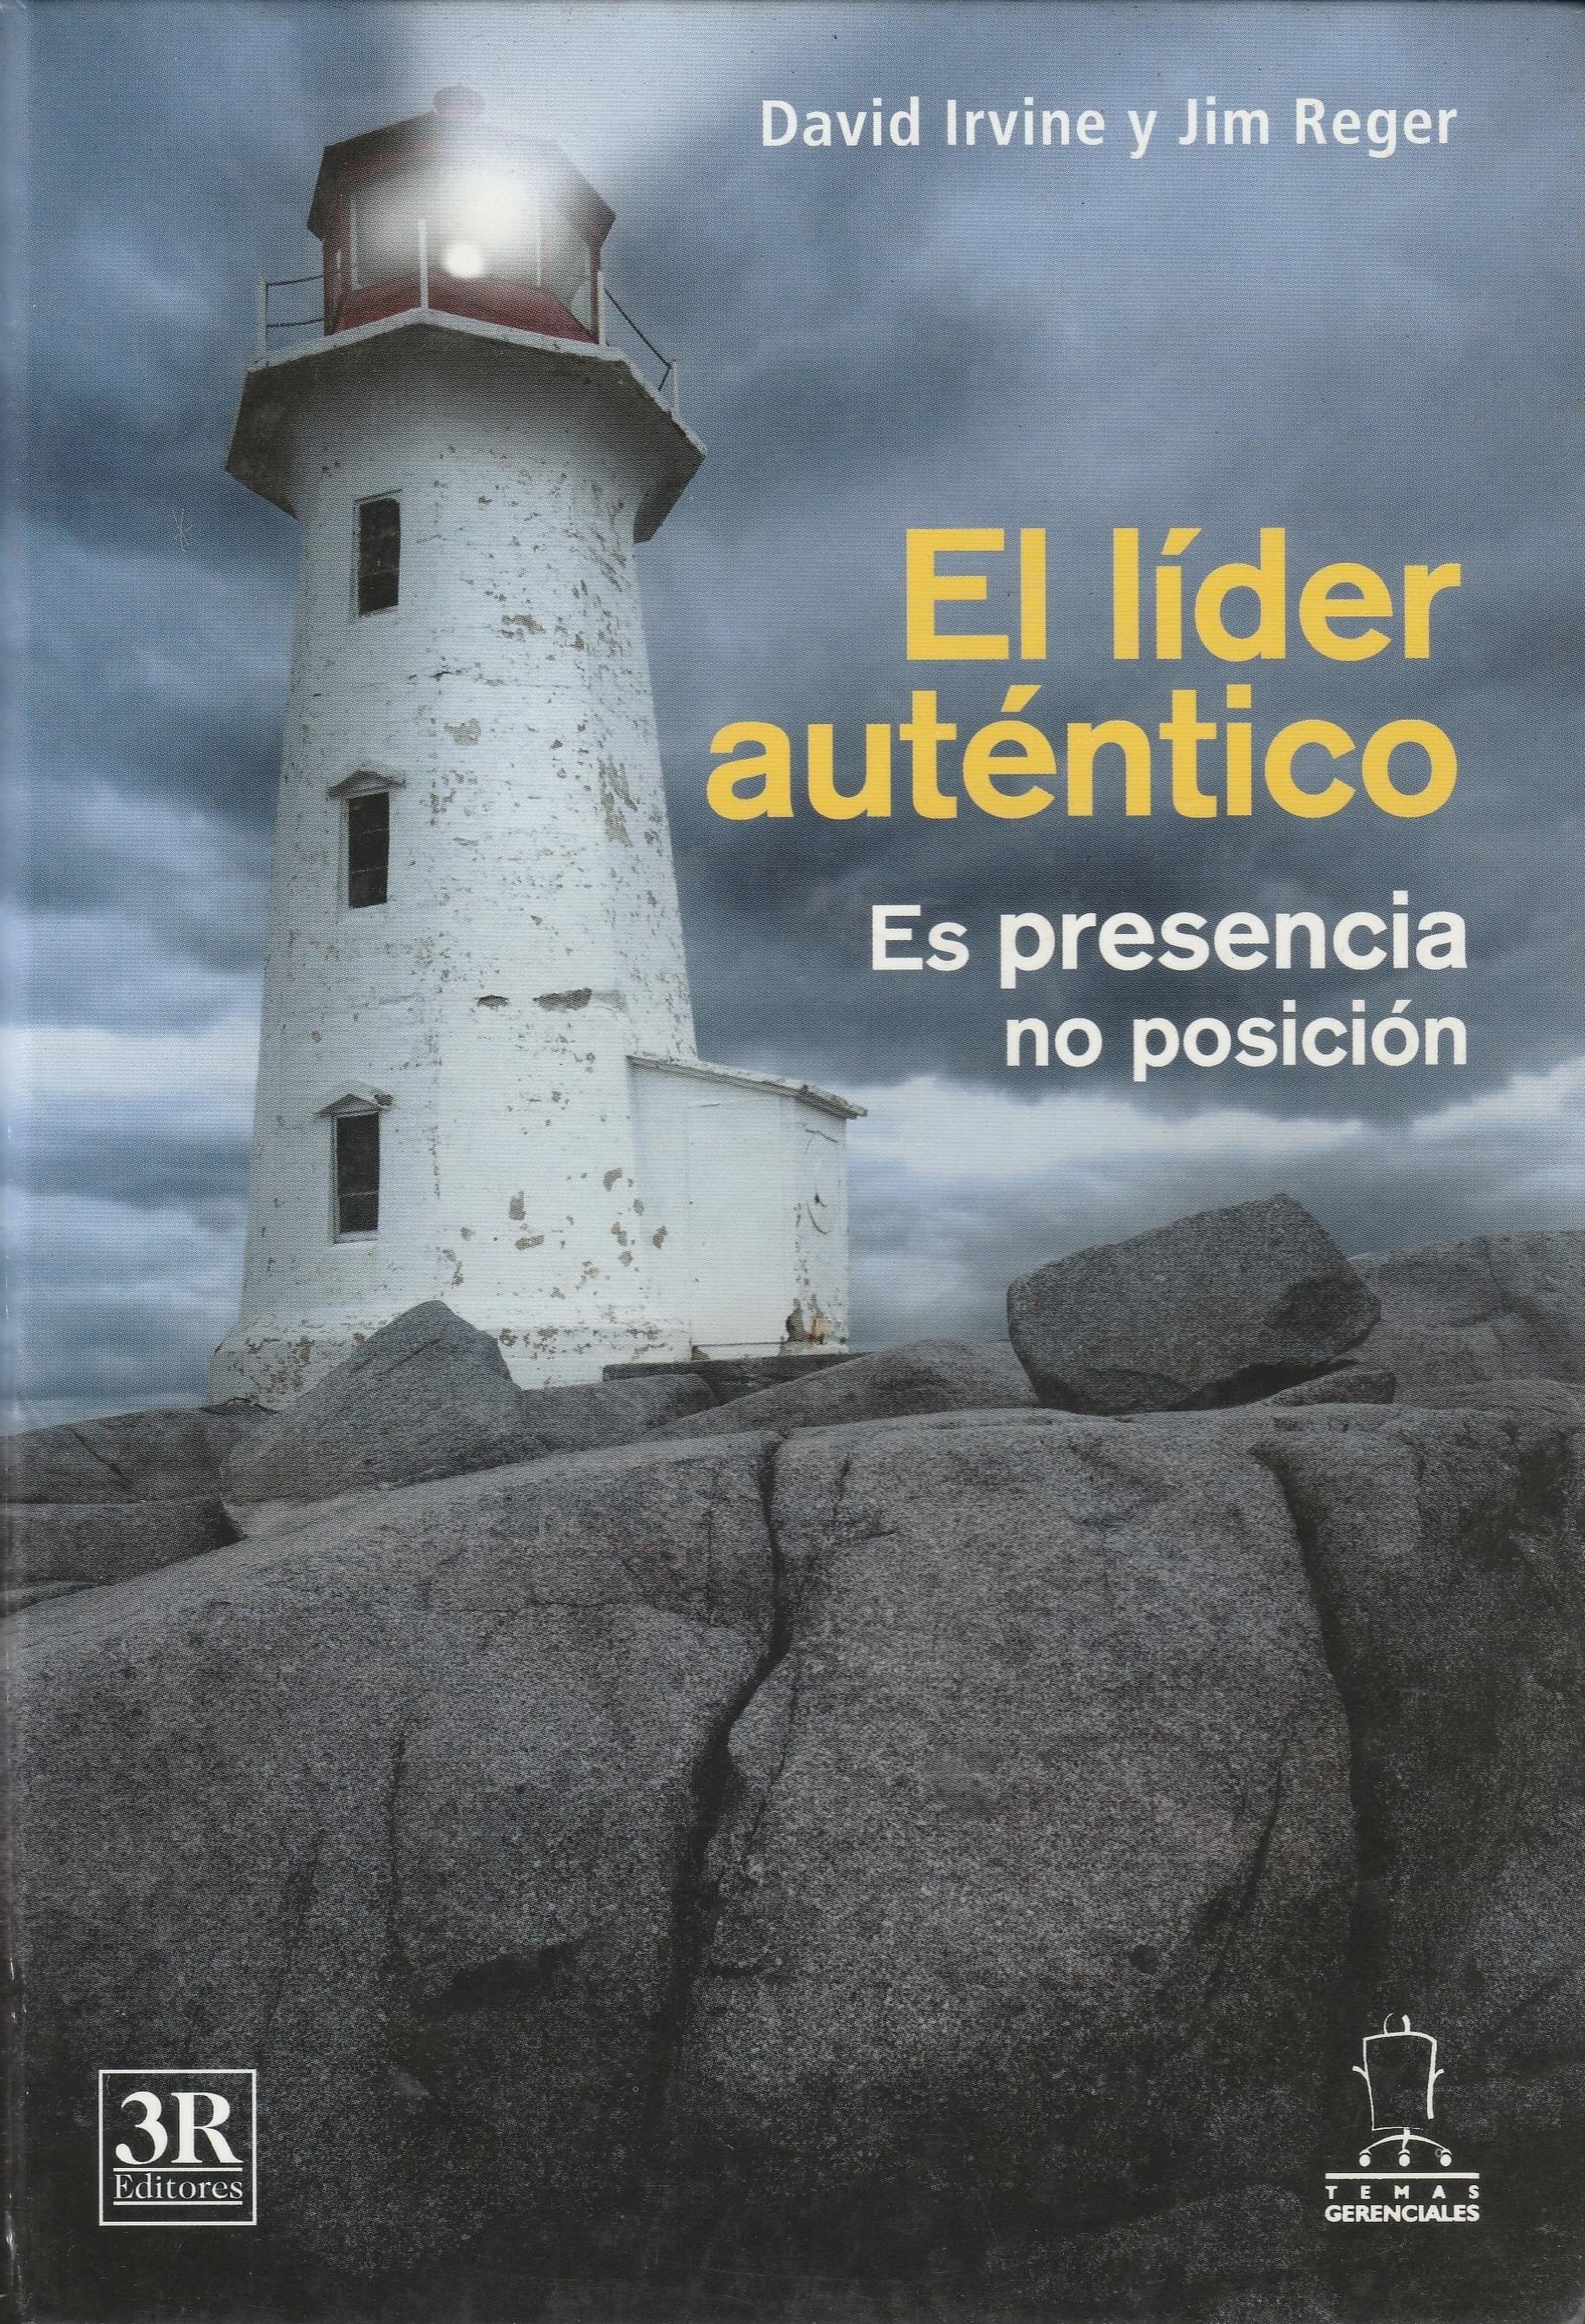 David Irvine y Jim Reger
El líder
auténtico
Es presencia
no posición
3R
Editores
TEMAS
GERENCIALES